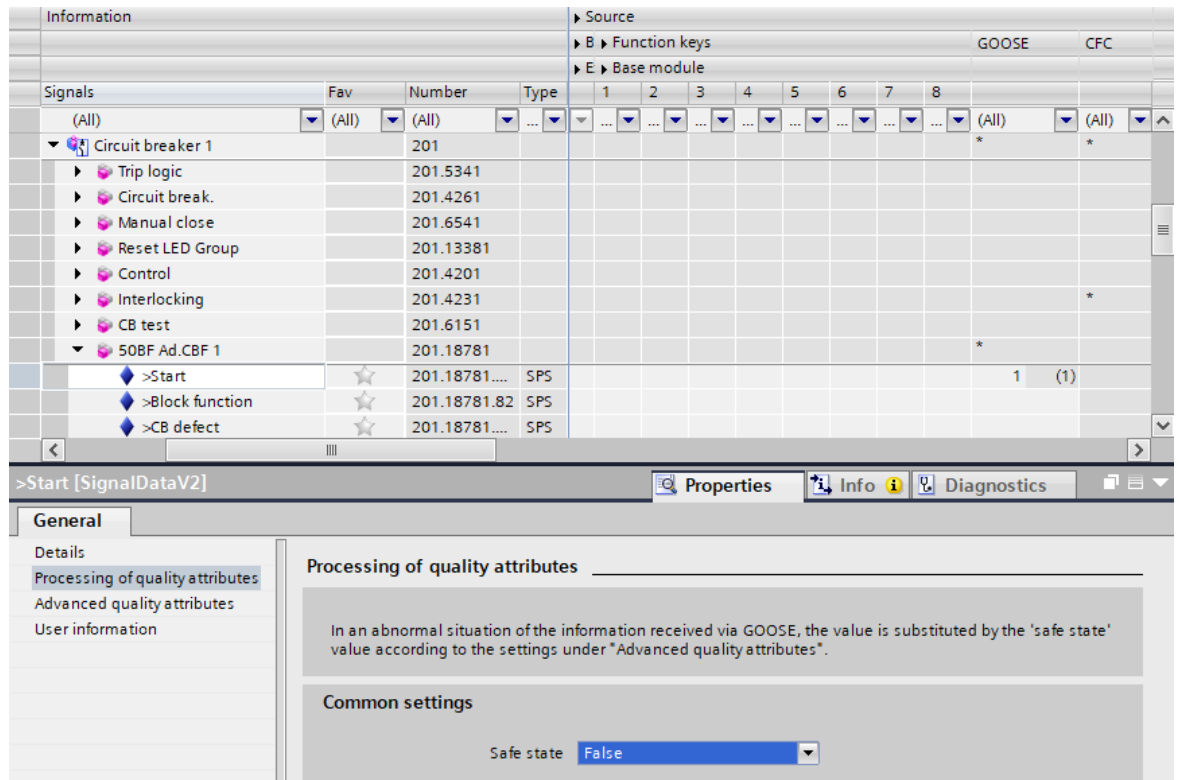 Information ▸ Source
▸ B ▸ Function keys GOOSE CFC
▸ E ▸ Base module
Signals Fav Number Type 1 2 3 4 5 6 7 8
(All) (All) (All) ... ... ... ... ... ... ... ... ... (All) (All)
Circuit breaker 1 201 * *
Trip logic 201.5341
Circuit break. 201.4261
Manual close 201.6541
Reset LED Group 201.13381
Control 201.4201
Interlocking 201.4231 *
CB test 201.6151
50BF Ad.CBF 1 201.18781 *
>Start 201.18781.... SPS 1 (1)
>Block function 201.18781.82 SPS
>CB defect 201.18781.... SPS
>Start [SignalDataV2] Properties Info Diagnostics
General
Details
Processing of quality attributes
Advanced quality attributes
User information
Processing of quality attributes
In an abnormal situation of the information received via GOOSE, the value is substituted by the 'safe state'
value according to the settings under "Advanced quality attributes".
Common settings
Safe state False